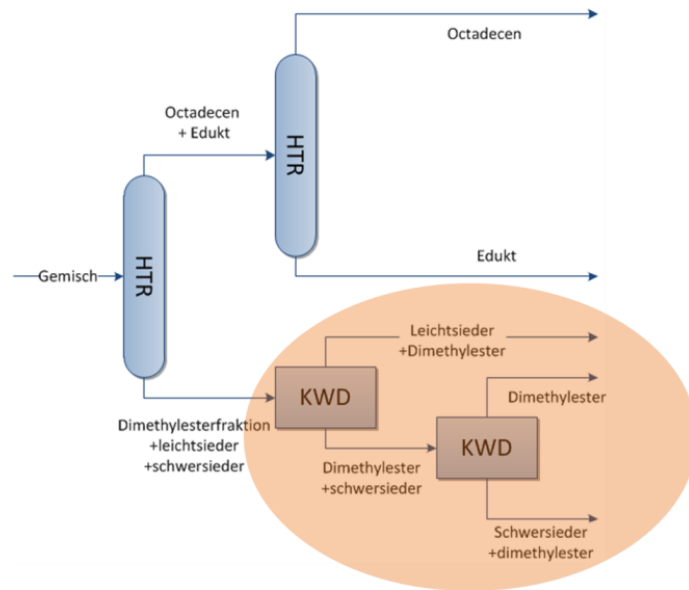 Octadecen
Octadecen
+ Edukt
HTR
HTR
Gemisch
Edukt
Leichtsieder
+Dimethylester
KWD
Dimethylester
Dimethylesterfraktion
+leichtsieder
+schwersieder
KWD
Dimethylester
+schwersieder
Schwersieder
+dimethylester